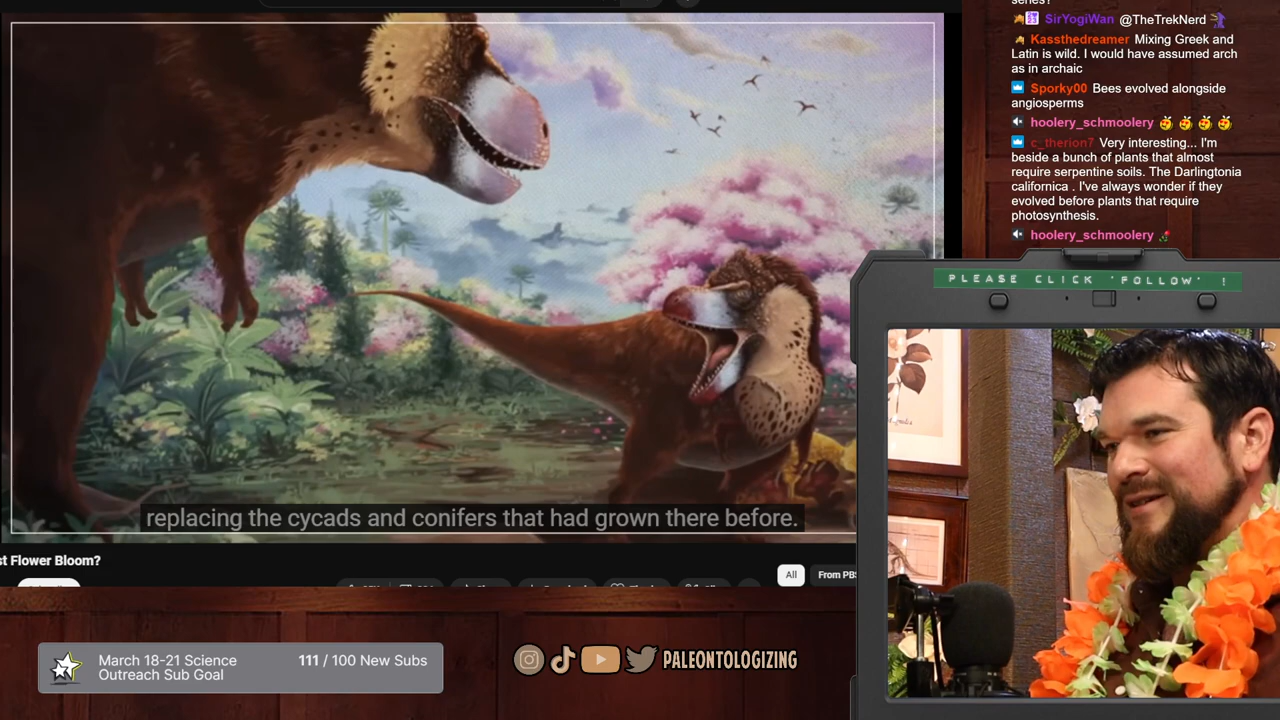 series?
SirYogiWan @TheTrekNerd
Kassthedreamer Mixing Greek and
Latin is wild. I would have assumed arch
as in archaic
Sporky00 Bees evolved alongside
angiosperms
hoolery_schmoolery
c_therion7 Very interesting... I'm
beside a bunch of plants that almost
require serpentine soils. The Darlingtonia
californica . I've always wonder if they
evolved before plants that require
photosynthesis.
hoolery_schmoolery
PLEASE CLICK 'FOLLOW' !
replacing the cycads and conifers that had grown there before.
st Flower Bloom?
All
From PBS
March 18-21 Science
Outreach Sub Goal
111 / 100 New Subs
PALEONTOLOGIZING